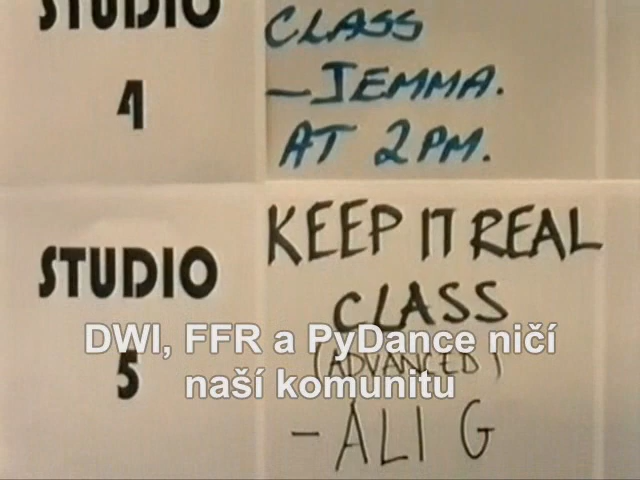 STUDIO
4
CLASS
-JEMMA.
AT 2PM.
STUDIO
5
KEEP IT REAL
CLASS
(ADVANCED)
- ALI G
DWI, FFR a PyDance ničí
naší komunitu